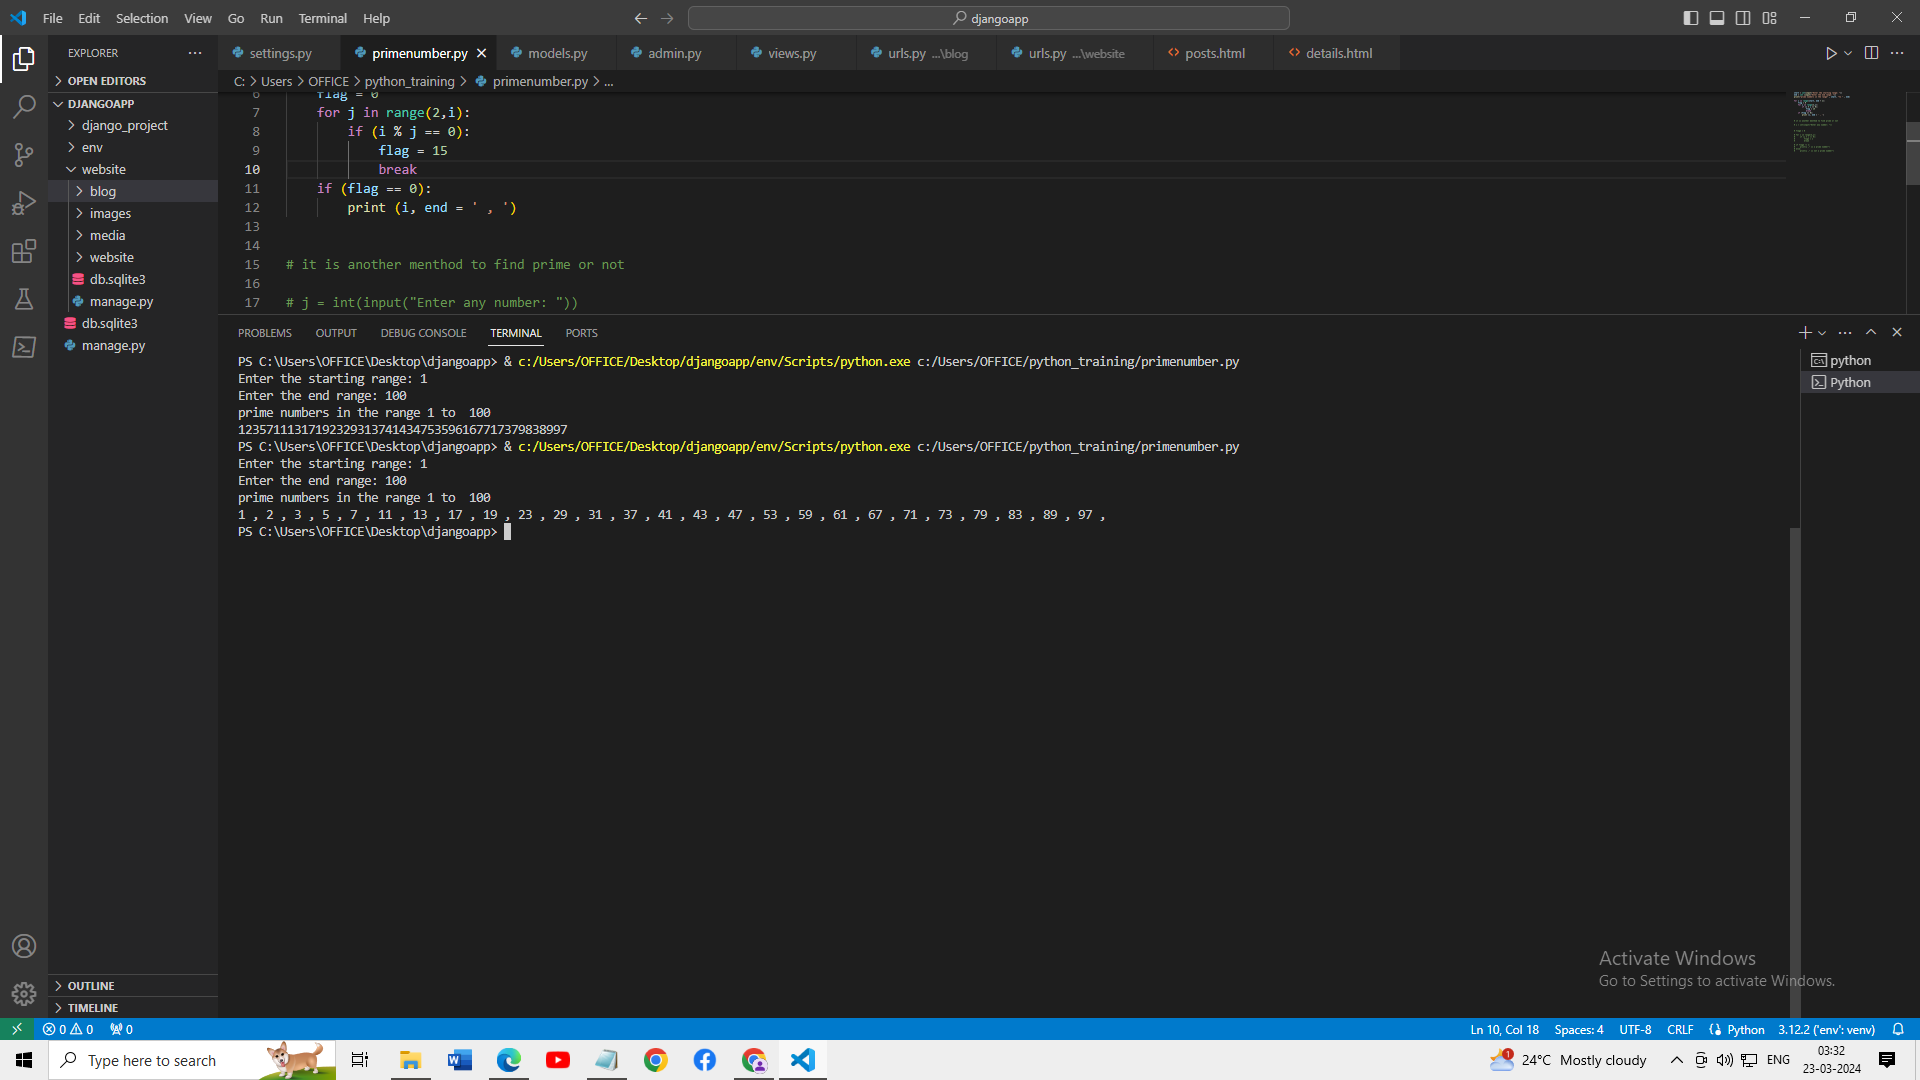 File Edit Selection View Go Run Terminal Help
djangoapp
EXPLORER
OPEN EDITORS
DJANGOAPP
django_project
env
website
blog
images
media
website
db.sqlite3
manage.py
db.sqlite3
manage.py
OUTLINE
TIMELINE
settings.py primenumber.py models.py admin.py views.py urls.py ...\blog urls.py ...\website posts.html details.html
C: > Users > OFFICE > python_training > primenumber.py > ...
6 flag = 0
7 for j in range(2,i):
8 if (i % j == 0):
9 flag = 15
10 break
11 if (flag == 0):
12 print (i, end = ' , ')
13
14
15 # it is another menthod to find prime or not
16
17 # j = int(input("Enter any number: "))
PROBLEMS OUTPUT DEBUG CONSOLE TERMINAL PORTS
PS C:\Users\OFFICE\Desktop\djangoapp> & c:/Users/OFFICE/Desktop/djangoapp/env/Scripts/python.exe c:/Users/OFFICE/python_training/primenumber.py
Enter the starting range: 1
Enter the end range: 100
prime numbers in the range 1 to  100
12357111317192329313741434753596167717379838997
PS C:\Users\OFFICE\Desktop\djangoapp> & c:/Users/OFFICE/Desktop/djangoapp/env/Scripts/python.exe c:/Users/OFFICE/python_training/primenumber.py
Enter the starting range: 1
Enter the end range: 100
prime numbers in the range 1 to  100
1 , 2 , 3 , 5 , 7 , 11 , 13 , 17 , 19 , 23 , 29 , 31 , 37 , 41 , 43 , 47 , 53 , 59 , 61 , 67 , 71 , 73 , 79 , 83 , 89 , 97 ,
PS C:\Users\OFFICE\Desktop\djangoapp>
python
Python
Activate Windows
Go to Settings to activate Windows.
0 0 0
Ln 10, Col 18 Spaces: 4 UTF-8 CRLF Python 3.12.2 ('env': venv)
Type here to search
1 24°C Mostly cloudy ENG
03:32
23-03-2024